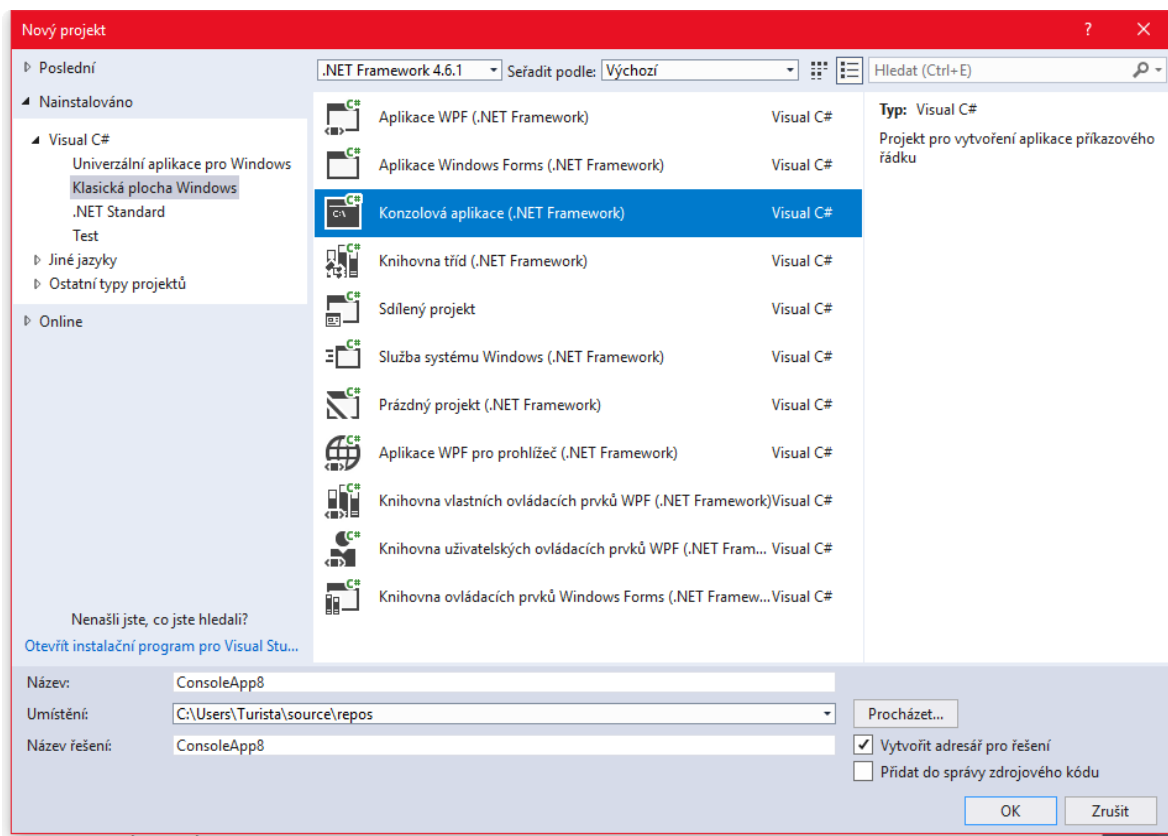 Nový projekt
Poslední
Nainstalováno
Visual C#
Univerzální aplikace pro Windows
Klasická plocha Windows
.NET Standard
Test
Jiné jazyky
Ostatní typy projektů
Online
Nenašli jste, co jste hledali?
Otevřít instalační program pro Visual Stu...
.NET Framework 4.6.1 Seřadit podle: Výchozí
Hledat (Ctrl+E)
Aplikace WPF (.NET Framework) Visual C#
Aplikace Windows Forms (.NET Framework) Visual C#
Konzolová aplikace (.NET Framework) Visual C#
Knihovna tříd (.NET Framework) Visual C#
Sdílený projekt Visual C#
Služba systému Windows (.NET Framework) Visual C#
Prázdný projekt (.NET Framework) Visual C#
Aplikace WPF pro prohlížeč (.NET Framework) Visual C#
Knihovna vlastních ovládacích prvků WPF (.NET Framework) Visual C#
Knihovna uživatelských ovládacích prvků WPF (.NET Fram... Visual C#
Knihovna ovládacích prvků Windows Forms (.NET Framew... Visual C#
Typ: Visual C#
Projekt pro vytvoření aplikace příkazového
řádku
Název: ConsoleApp8
Umístění: C:\Users\Turista\source\repos
Procházet...
Název řešení: ConsoleApp8
Vytvořit adresář pro řešení
Přidat do správy zdrojového kódu
OK Zrušit